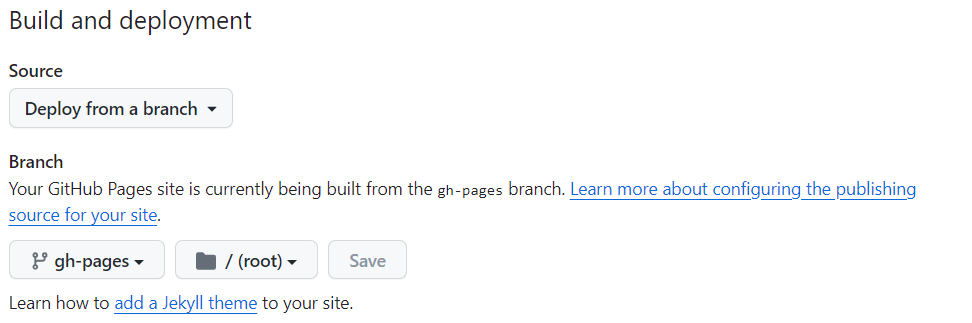 Build and deployment
Source
Deploy from a branch
Branch
Your GitHub Pages site is currently being built from the gh-pages branch. Learn more about configuring the publishing
source for your site.
gh-pages / (root) Save
Learn how to add a Jekyll theme to your site.